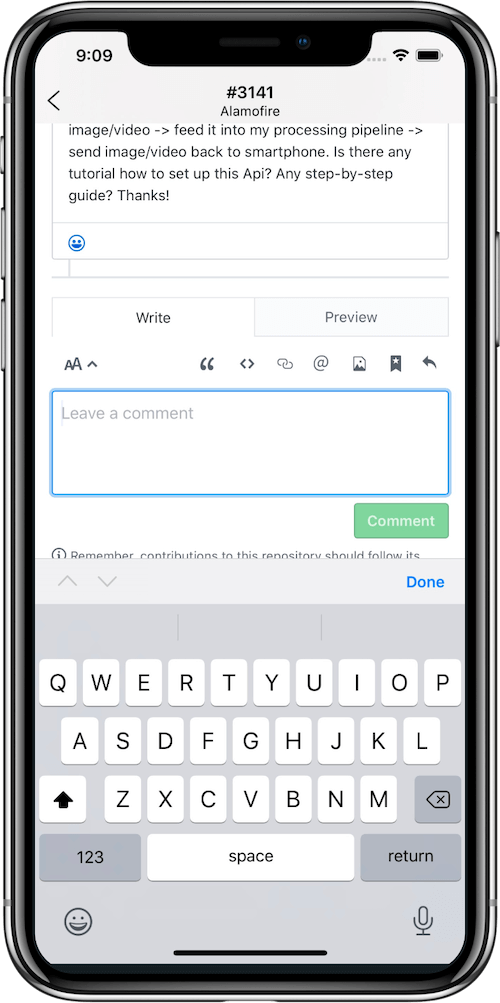 9:09
#3141
Alamofire
image/video -> feed it into my processing pipeline ->
send image/video back to smartphone. Is there any
tutorial how to set up this Api? Any step-by-step
guide? Thanks!
Write
Preview
AA
Leave a comment
Comment
Remember, contributions to this repository should follow its
Done
Q W E R T Y U I O P
A S D F G H J K L
Z X C V B N M
123 space return